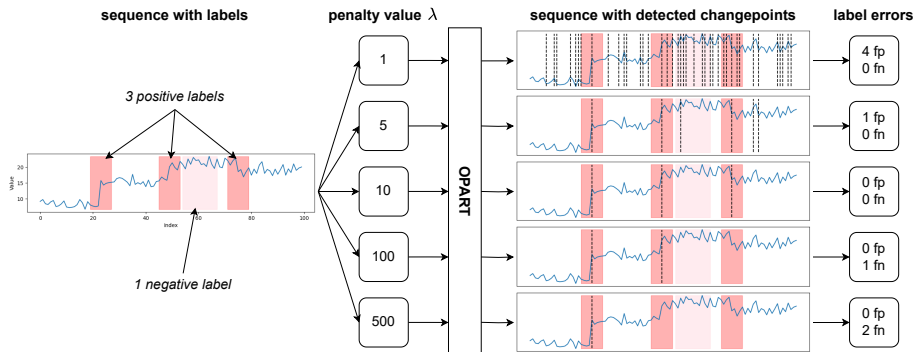 sequence with labels
penalty value λ
sequence with detected changepoints
label errors
3 positive labels
1 negative label
Value
20
15
10
0
20
40
60
80
100
Index
1
5
10
100
500
OPART
4 fp
0 fn
1 fp
0 fn
0 fp
0 fn
0 fp
1 fn
0 fp
2 fn